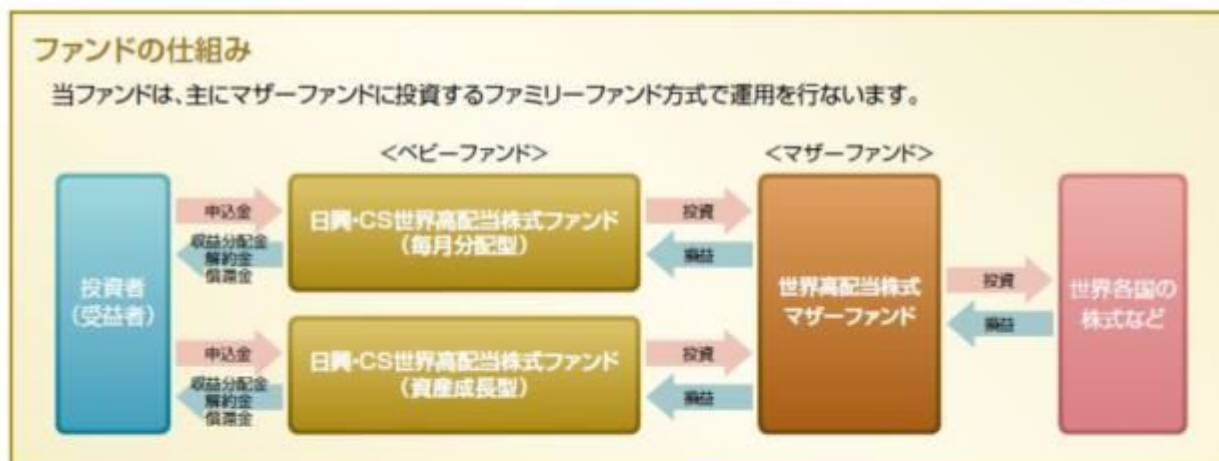 ファンドの仕組み
当ファンドは、主にマザーファンドに投資するファミリーファンド方式で運用を行ないます。
<ベビーファンド>
<マザーファンド>
投資者
(受益者)
申込金
収益分配金
解約金
償還金
日興・CS世界高配当株式ファンド
(毎月分配型)
投資
損益
申込金
収益分配金
解約金
償還金
日興・CS世界高配当株式ファンド
(資産成長型)
投資
損益
世界高配当株式
マザーファンド
投資
損益
世界各国の
株式など